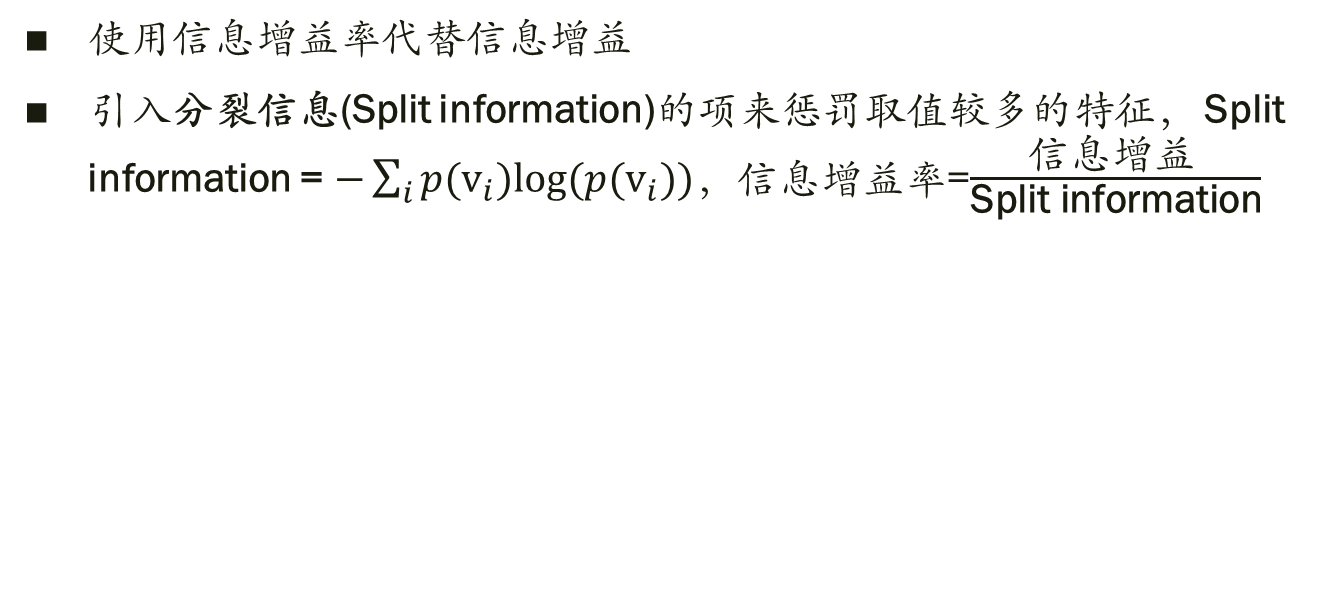 ■ 使用信息增益率代替信息增益
■ 引入分裂信息(Split information)的项来惩罚取值较多的特征，Split
information = −∑ᵢ p(vᵢ)log(p(vᵢ))，信息增益率=信息增益/Split information